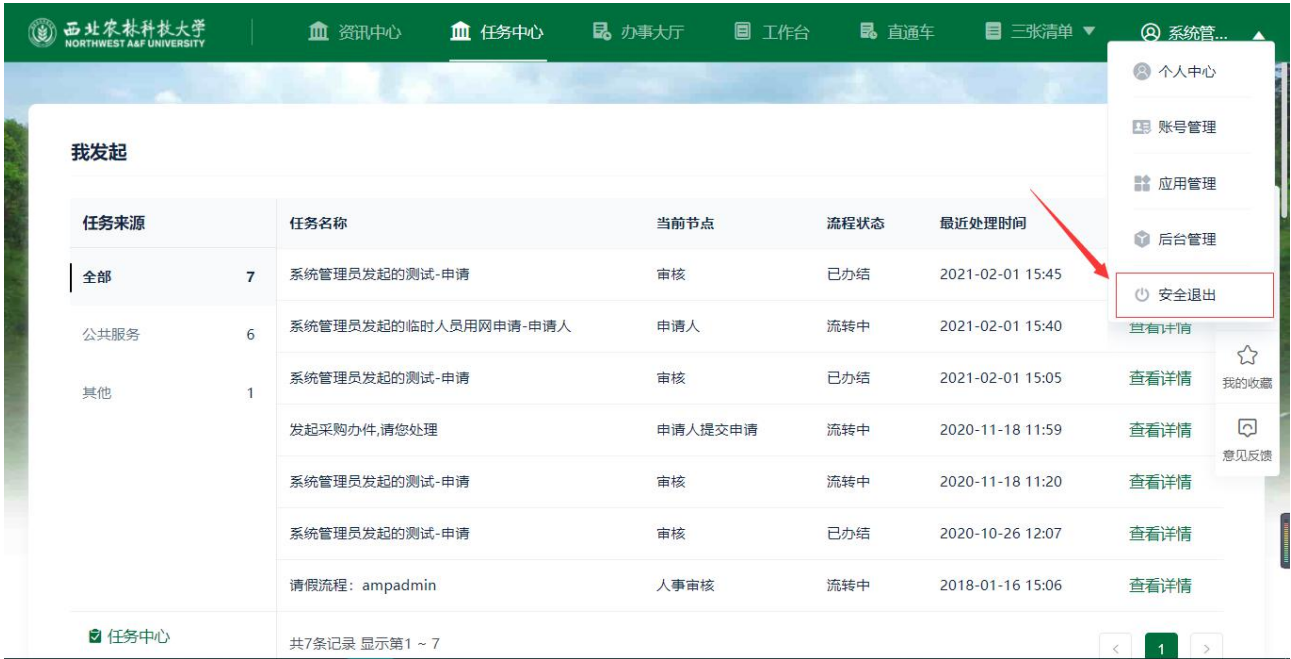 西北农林科技大学
NORTHWEST A&F UNIVERSITY
资讯中心 任务中心 办事大厅 工作台 直通车 三张清单 系统管...
个人中心
账号管理
应用管理
后台管理
安全退出
我发起
任务来源 任务名称 当前节点 流程状态 最近处理时间
全部 7 系统管理员发起的测试-申请 审核 已办结 2021-02-01 15:45
公共服务 6 系统管理员发起的临时人员用网申请-申请人 申请人 流转中 2021-02-01 15:40 查看详情
其他 1 系统管理员发起的测试-申请 审核 已办结 2021-02-01 15:05 查看详情
发起采购办件,请您处理 申请人提交申请 流转中 2020-11-18 11:59 查看详情
系统管理员发起的测试-申请 审核 流转中 2020-11-18 11:20 查看详情
系统管理员发起的测试-申请 审核 已办结 2020-10-26 12:07 查看详情
请假流程：ampadmin 人事审核 流转中 2018-01-16 15:06 查看详情
我的收藏
意见反馈
任务中心 共7条记录 显示第1 ~ 7 < 1 >